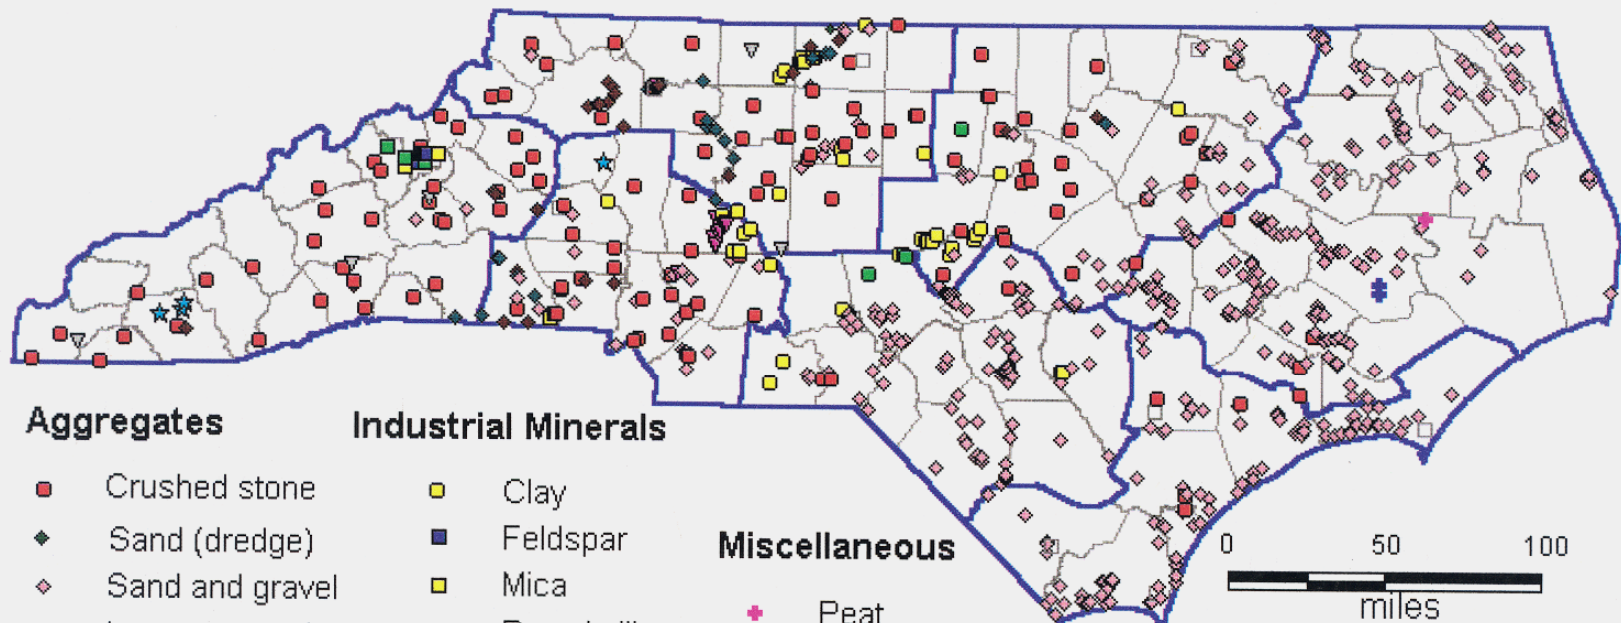 Aggregates
Crushed stone
Sand (dredge)
Sand and gravel
Industrial Minerals
Clay
Feldspar
Mica
Miscellaneous
Peat
0 50 100
miles